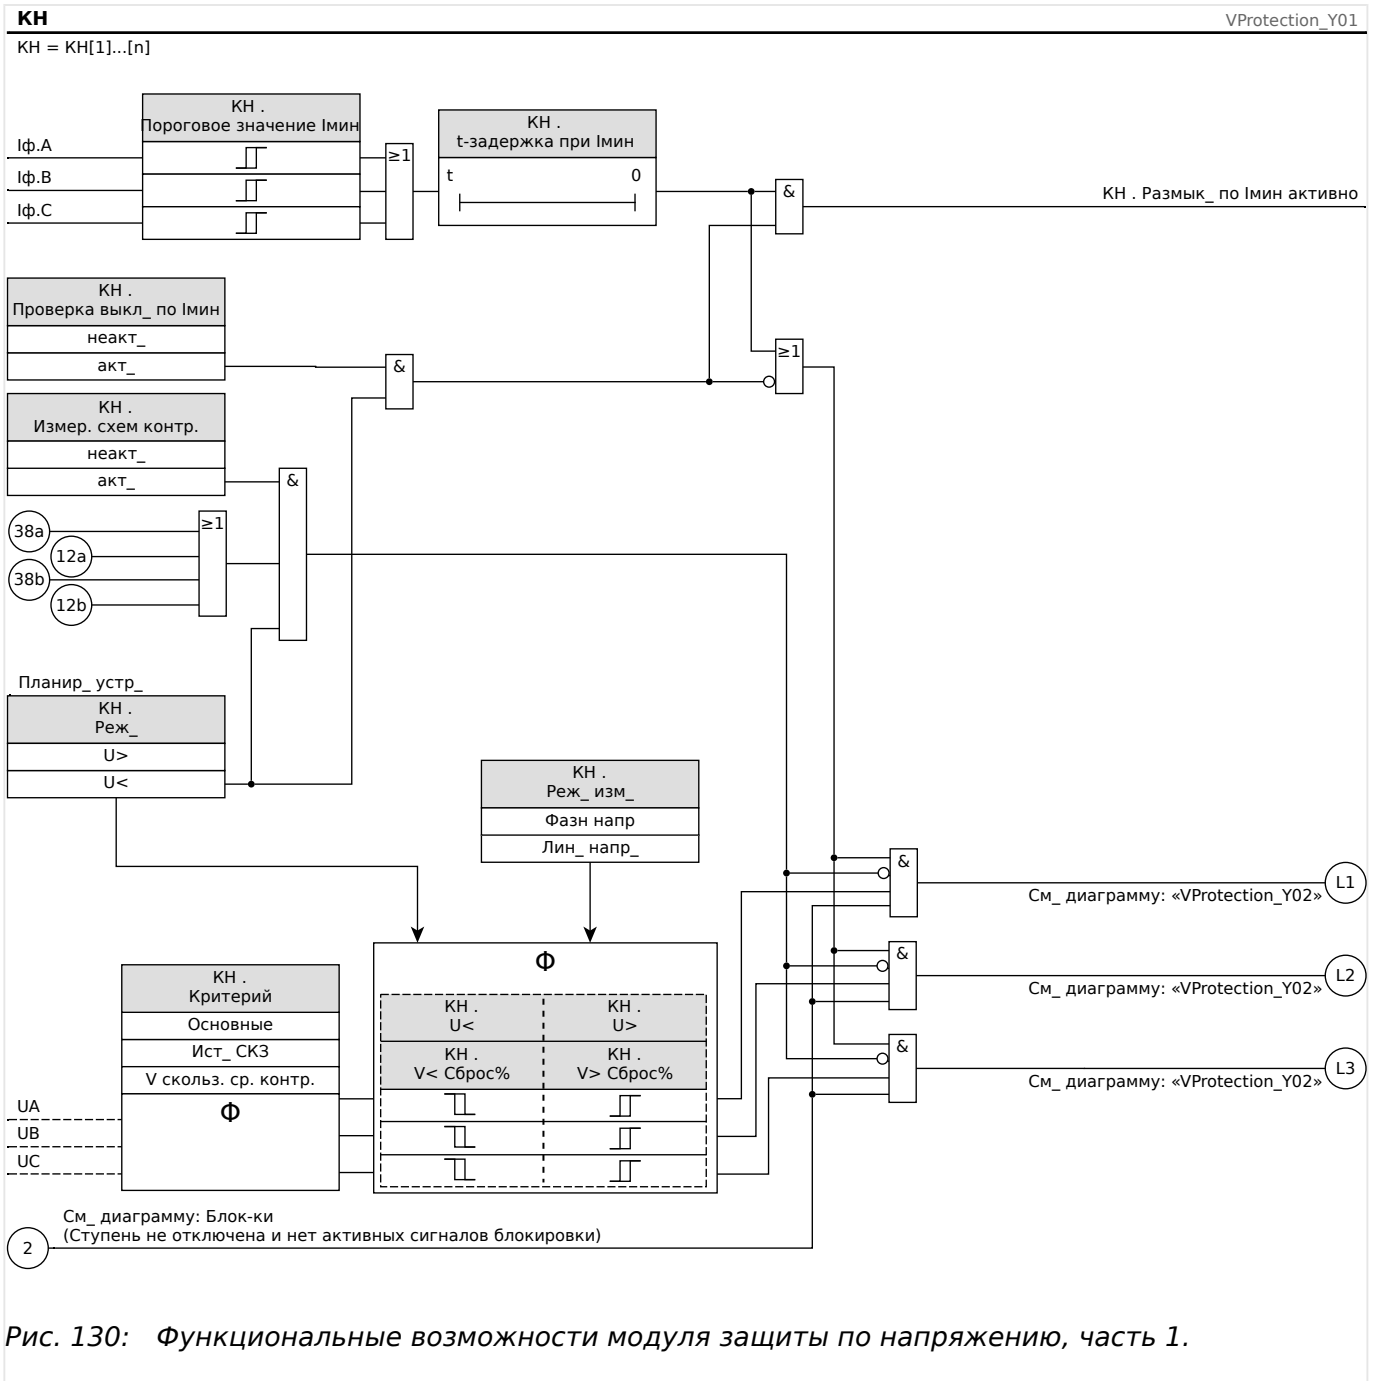 КН
VProtection_Y01
КН = КН[1]...[n]
КН .
Пороговое значение Iмин
Iф.A
Iф.B
Iф.C
≥1
КН .
t-задержка при Iмин
t
0
&
КН . Размык_ по Iмин активно
КН .
Проверка выкл_ по Iмин
неакт_
акт_
&
≥1
КН .
Измер. схем контр.
неакт_
акт_
&
38a
12a
38b
12b
≥1
Планир_ устр_
КН .
Реж_
U>
U<
КН .
Реж_ изм_
Фазн напр
Лин_ напр_
&
L1
См_ диаграмму: «VProtection_Y02»
&
L2
См_ диаграмму: «VProtection_Y02»
&
L3
См_ диаграмму: «VProtection_Y02»
КН .
Критерий
Основные
Ист_ СКЗ
V скольз. ср. контр.
Ф
UA
UB
UC
Ф
КН .
U<
КН .
U>
КН .
V< Сброс%
КН .
V> Сброс%
См_ диаграмму: Блок-ки
(Ступень не отключена и нет активных сигналов блокировки)
2
Рис. 130: Функциональные возможности модуля защиты по напряжению, часть 1.